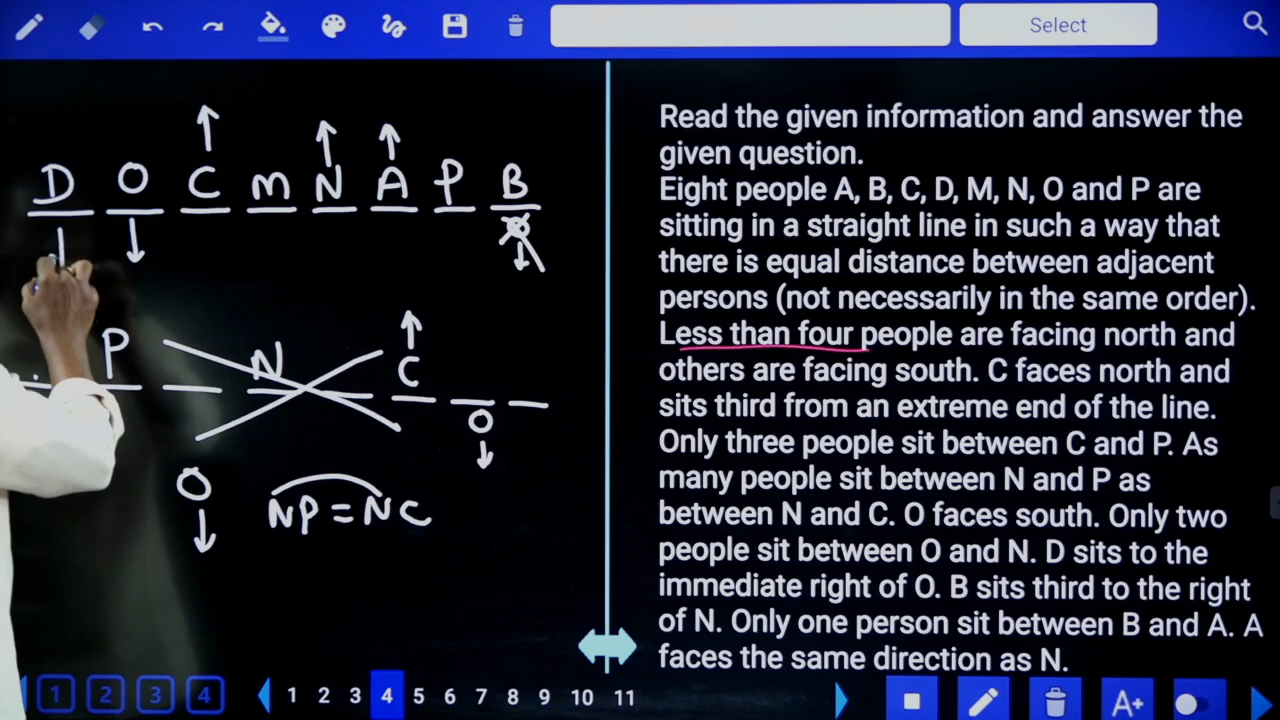 Select
D O C M N A P B
P N C
O
O
NP = NC
Read the given information and answer the
given question.
Eight people A, B, C, D, M, N, O and P are
sitting in a straight line in such a way that
there is equal distance between adjacent
persons (not necessarily in the same order).
Less than four people are facing north and
others are facing south. C faces north and
sits third from an extreme end of the line.
Only three people sit between C and P. As
many people sit between N and P as
between N and C. O faces south. Only two
people sit between O and N. D sits to the
immediate right of O. B sits third to the right
of N. Only one person sit between B and A. A
faces the same direction as N.
1 2 3 4 1 2 3 4 5 6 7 8 9 10 11 A+